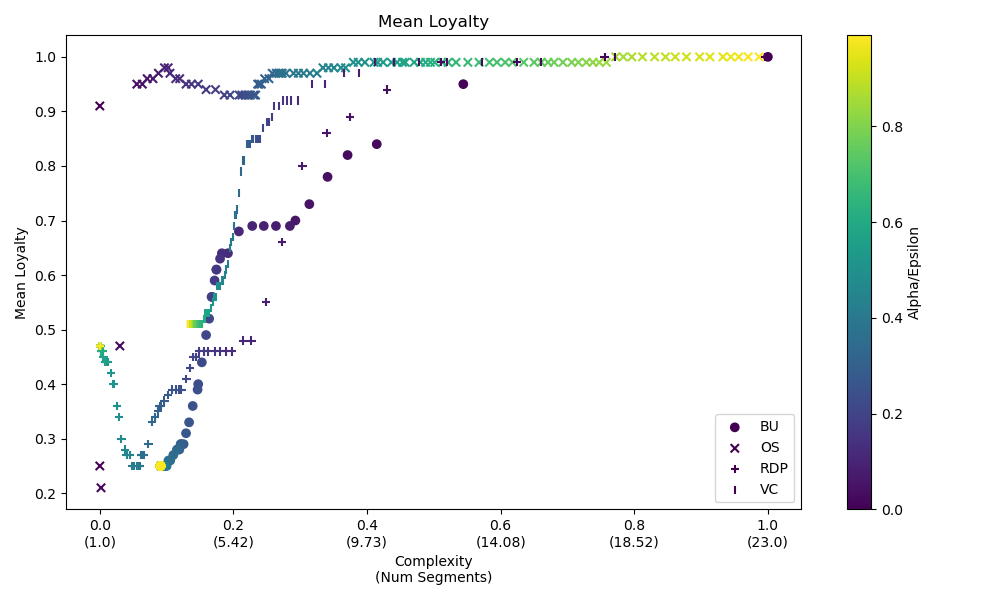 Mean Loyalty
1.0
0.9
0.8
0.7
0.6
0.5
0.4
0.3
0.2
Mean Loyalty
0.0 0.2 0.4 0.6 0.8 1.0
(1.0) (5.42) (9.73) (14.08) (18.52) (23.0)
Complexity
(Num Segments)
BU
OS
RDP
VC
0.8
0.6
0.4
0.2
0.0
Alpha/Epsilon